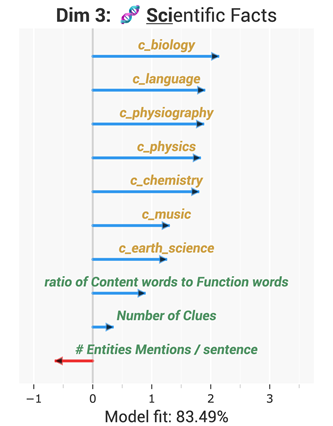 Dim 3: 🧬 Scientific Facts
c_biology
c_language
c_physiography
c_physics
c_chemistry
c_music
c_earth_science
ratio of Content words to Function words
Number of Clues
# Entities Mentions / sentence
−1 0 1 2 3
Model fit: 83.49%